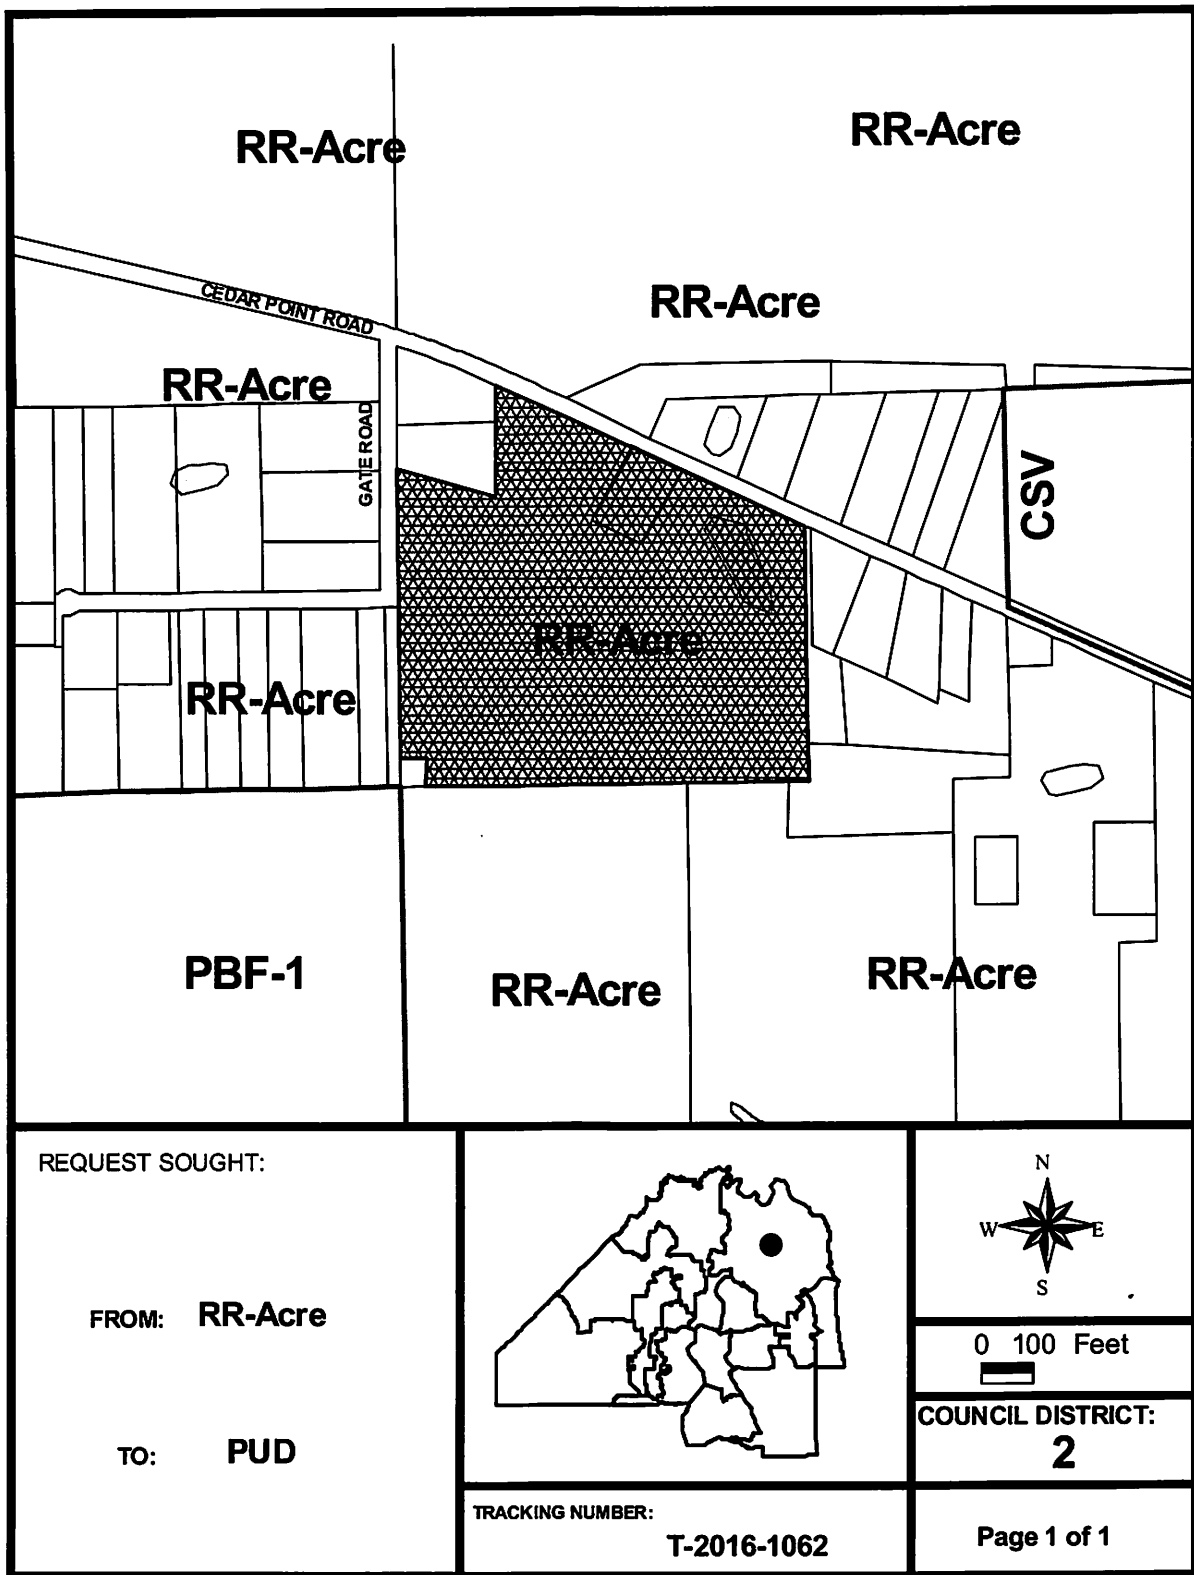 RR-Acre
RR-Acre
CEDAR POINT ROAD
RR-Acre
RR-Acre
GATE ROAD
CSV
RR-Acre
RR-Acre
PBF-1
RR-Acre
RR-Acre
REQUEST SOUGHT:
FROM: RR-Acre
TO: PUD
TRACKING NUMBER:
T-2016-1062
N
W E
S
0 100 Feet
COUNCIL DISTRICT:
2
Page 1 of 1